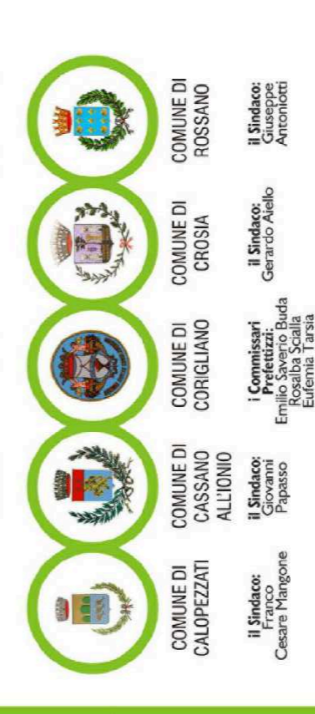 COMUNE DI
CALOPEZZATI
il Sindaco:
Franco
Cesare Mangone
COMUNE DI
CASSANO
ALL'IONIO
il Sindaco:
Giovanni
Papasso
COMUNE DI
CORIGLIANO
i Commissari
Prefettizi:
Emilio Saverio Buda
Rosalba Scialla
Eufemia Tarsia
COMUNE DI
CROSIA
il Sindaco:
Gerardo Aiello
COMUNE DI
ROSSANO
il Sindaco:
Giuseppe
Antoniotti